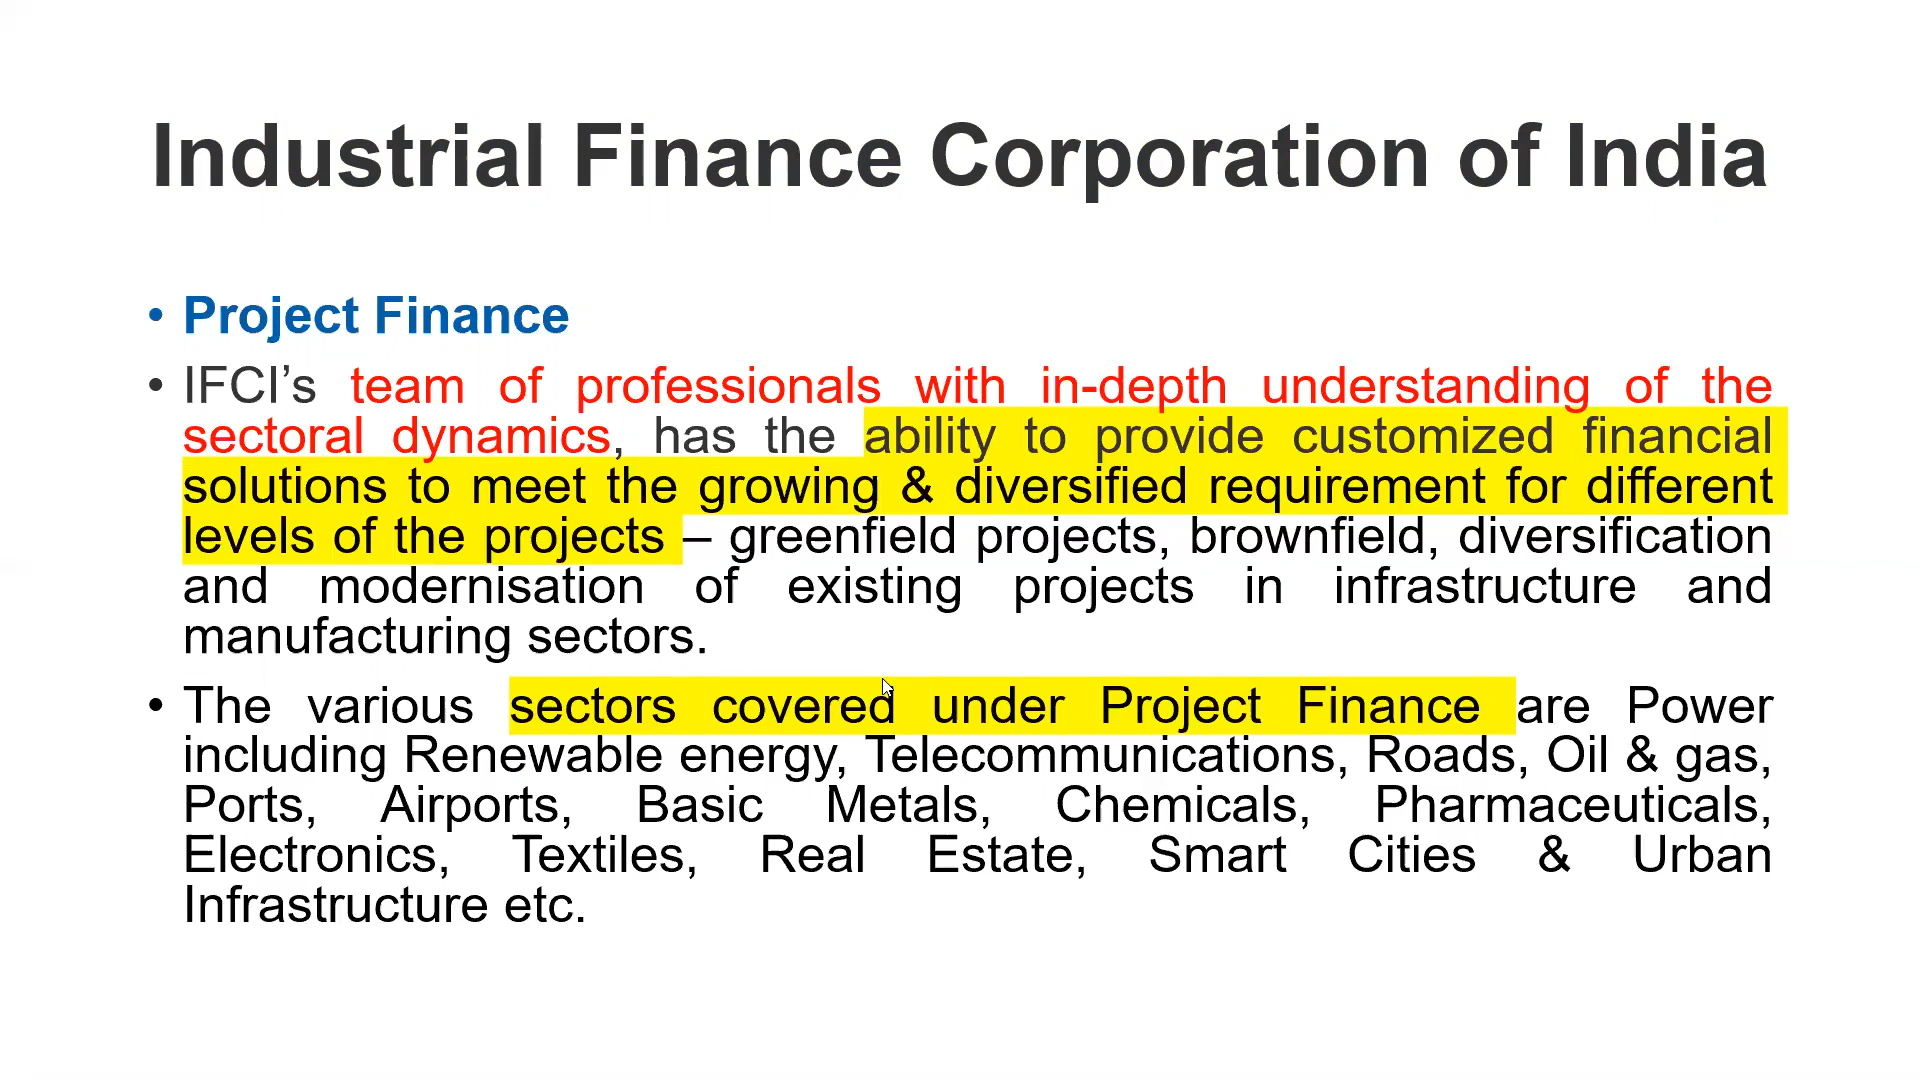 Industrial Finance Corporation of India
• Project Finance
• IFCI’s team of professionals with in-depth understanding of the
sectoral dynamics, has the ability to provide customized financial
solutions to meet the growing & diversified requirement for different
levels of the projects – greenfield projects, brownfield, diversification
and modernisation of existing projects in infrastructure and
manufacturing sectors.
• The various sectors covered under Project Finance are Power
including Renewable energy, Telecommunications, Roads, Oil & gas,
Ports, Airports, Basic Metals, Chemicals, Pharmaceuticals,
Electronics, Textiles, Real Estate, Smart Cities & Urban
Infrastructure etc.